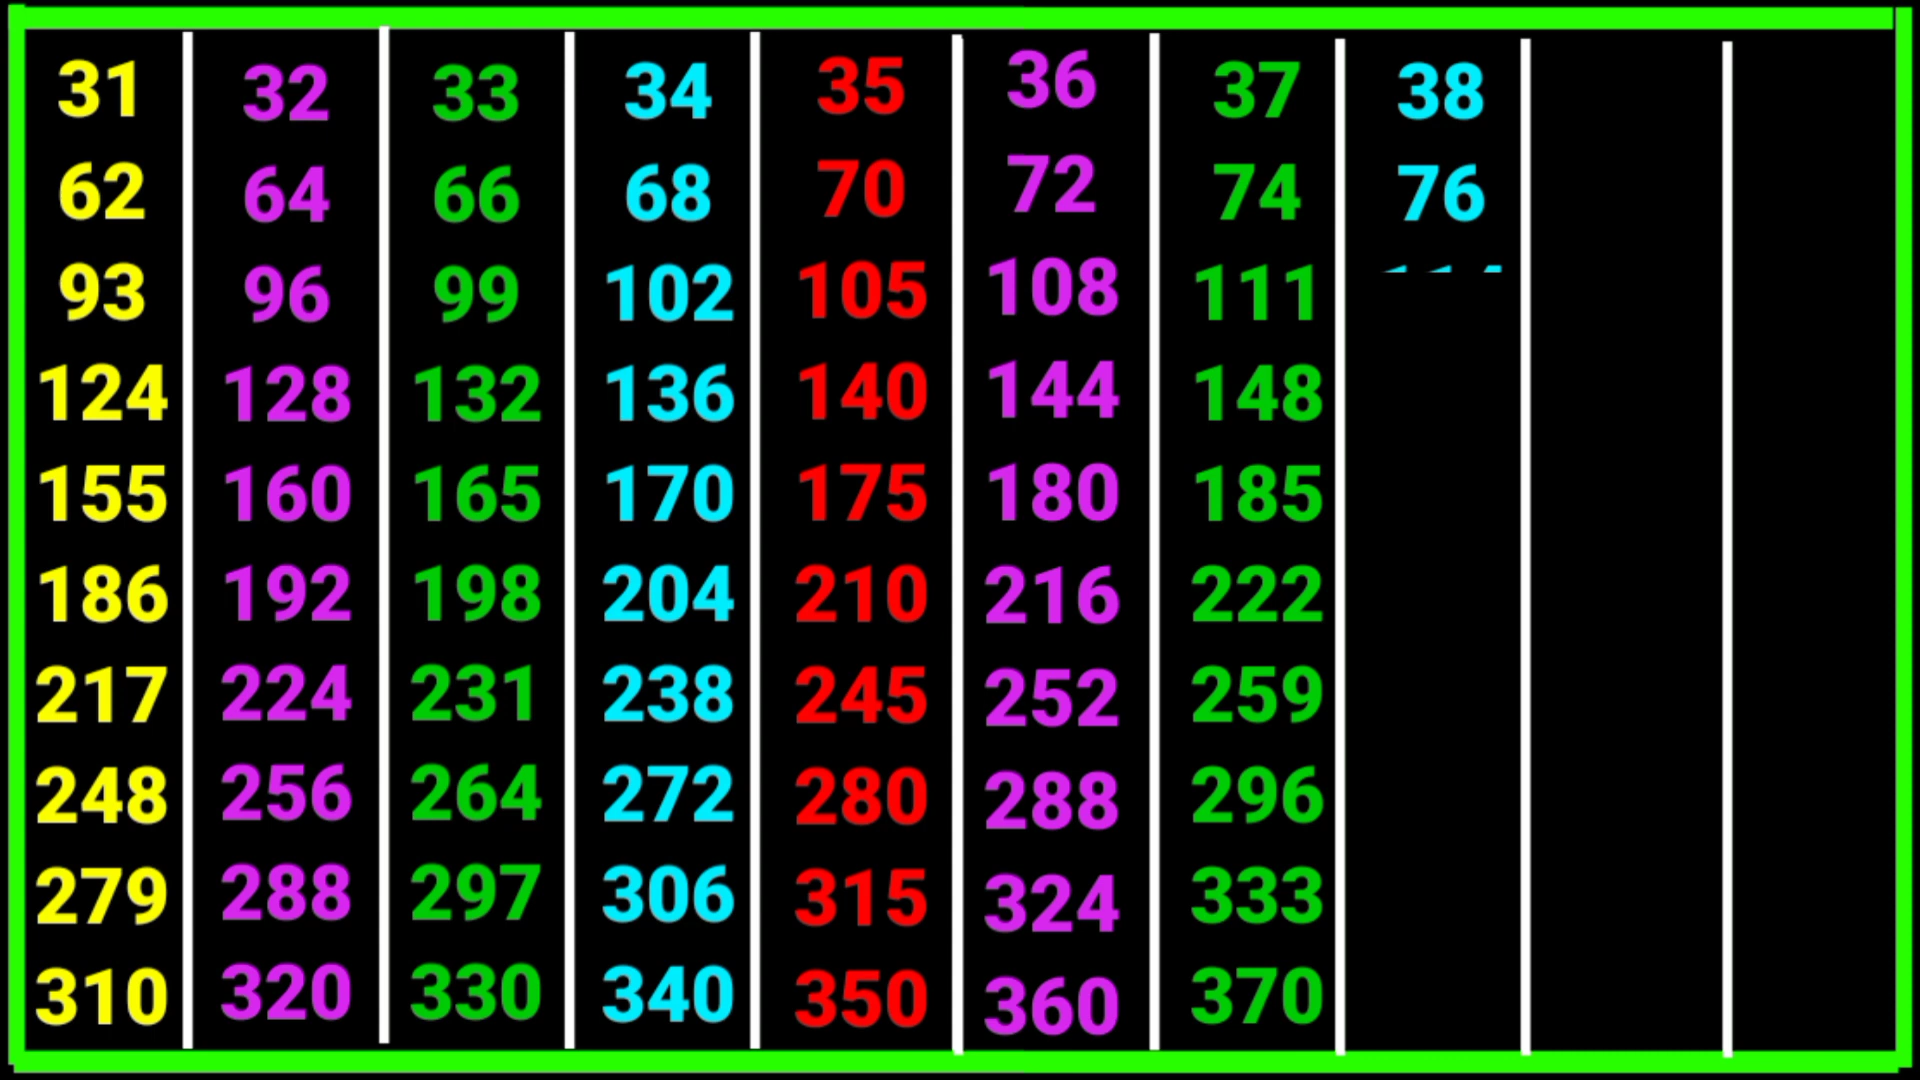 31 32 33 34 35 36 37 38
62 64 66 68 70 72 74 76
93 96 99 102 105 108 111
124 128 132 136 140 144 148
155 160 165 170 175 180 185
186 192 198 204 210 216 222
217 224 231 238 245 252 259
248 256 264 272 280 288 296
279 288 297 306 315 324 333
310 320 330 340 350 360 370